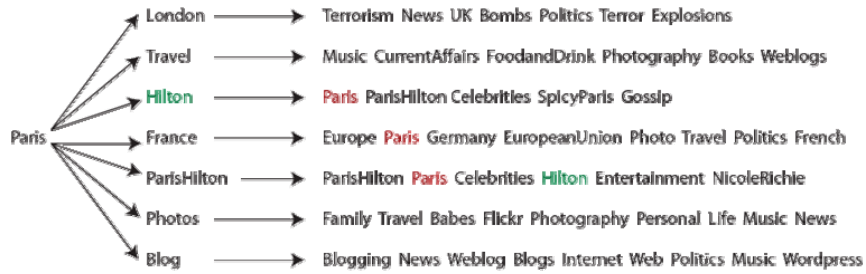 London Terrorism News UK Bombs Politics Terror Explosions
Travel Music CurrentAffairs FoodandDrink Photography Books Weblogs
Hilton Paris ParisHilton Celebrities SpicyParis Gossip
Paris France Europe Paris Germany EuropeanUnion Photo Travel Politics French
ParisHilton ParisHilton Paris Celebrities Hilton Entertainment NicoleRichie
Photos Family Travel Babes Flickr Photography Personal Life Music News
Blog Blogging News Weblog Blogs Internet Web Politics Music Wordpress